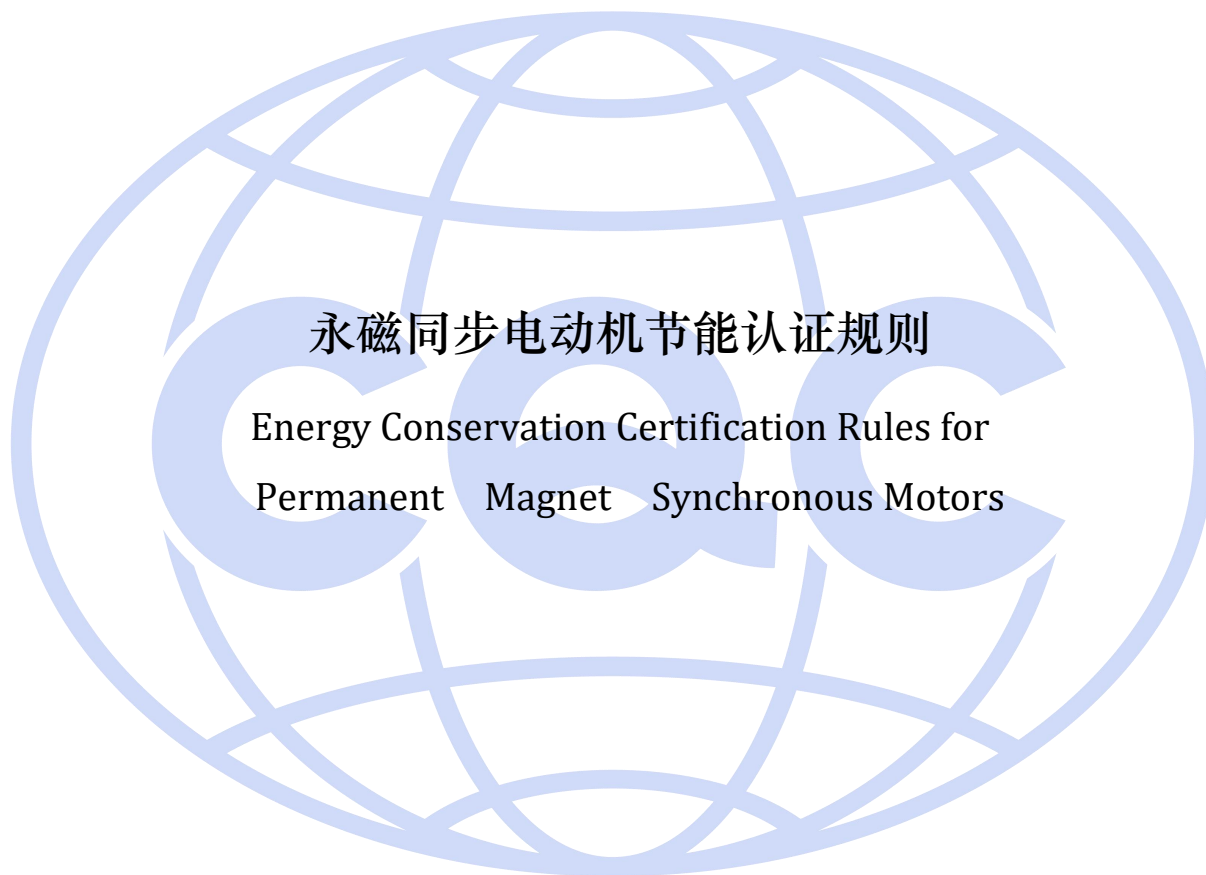 CQC
永磁同步电动机节能认证规则
Energy Conservation Certification Rules for
Permanent Magnet Synchronous Motors